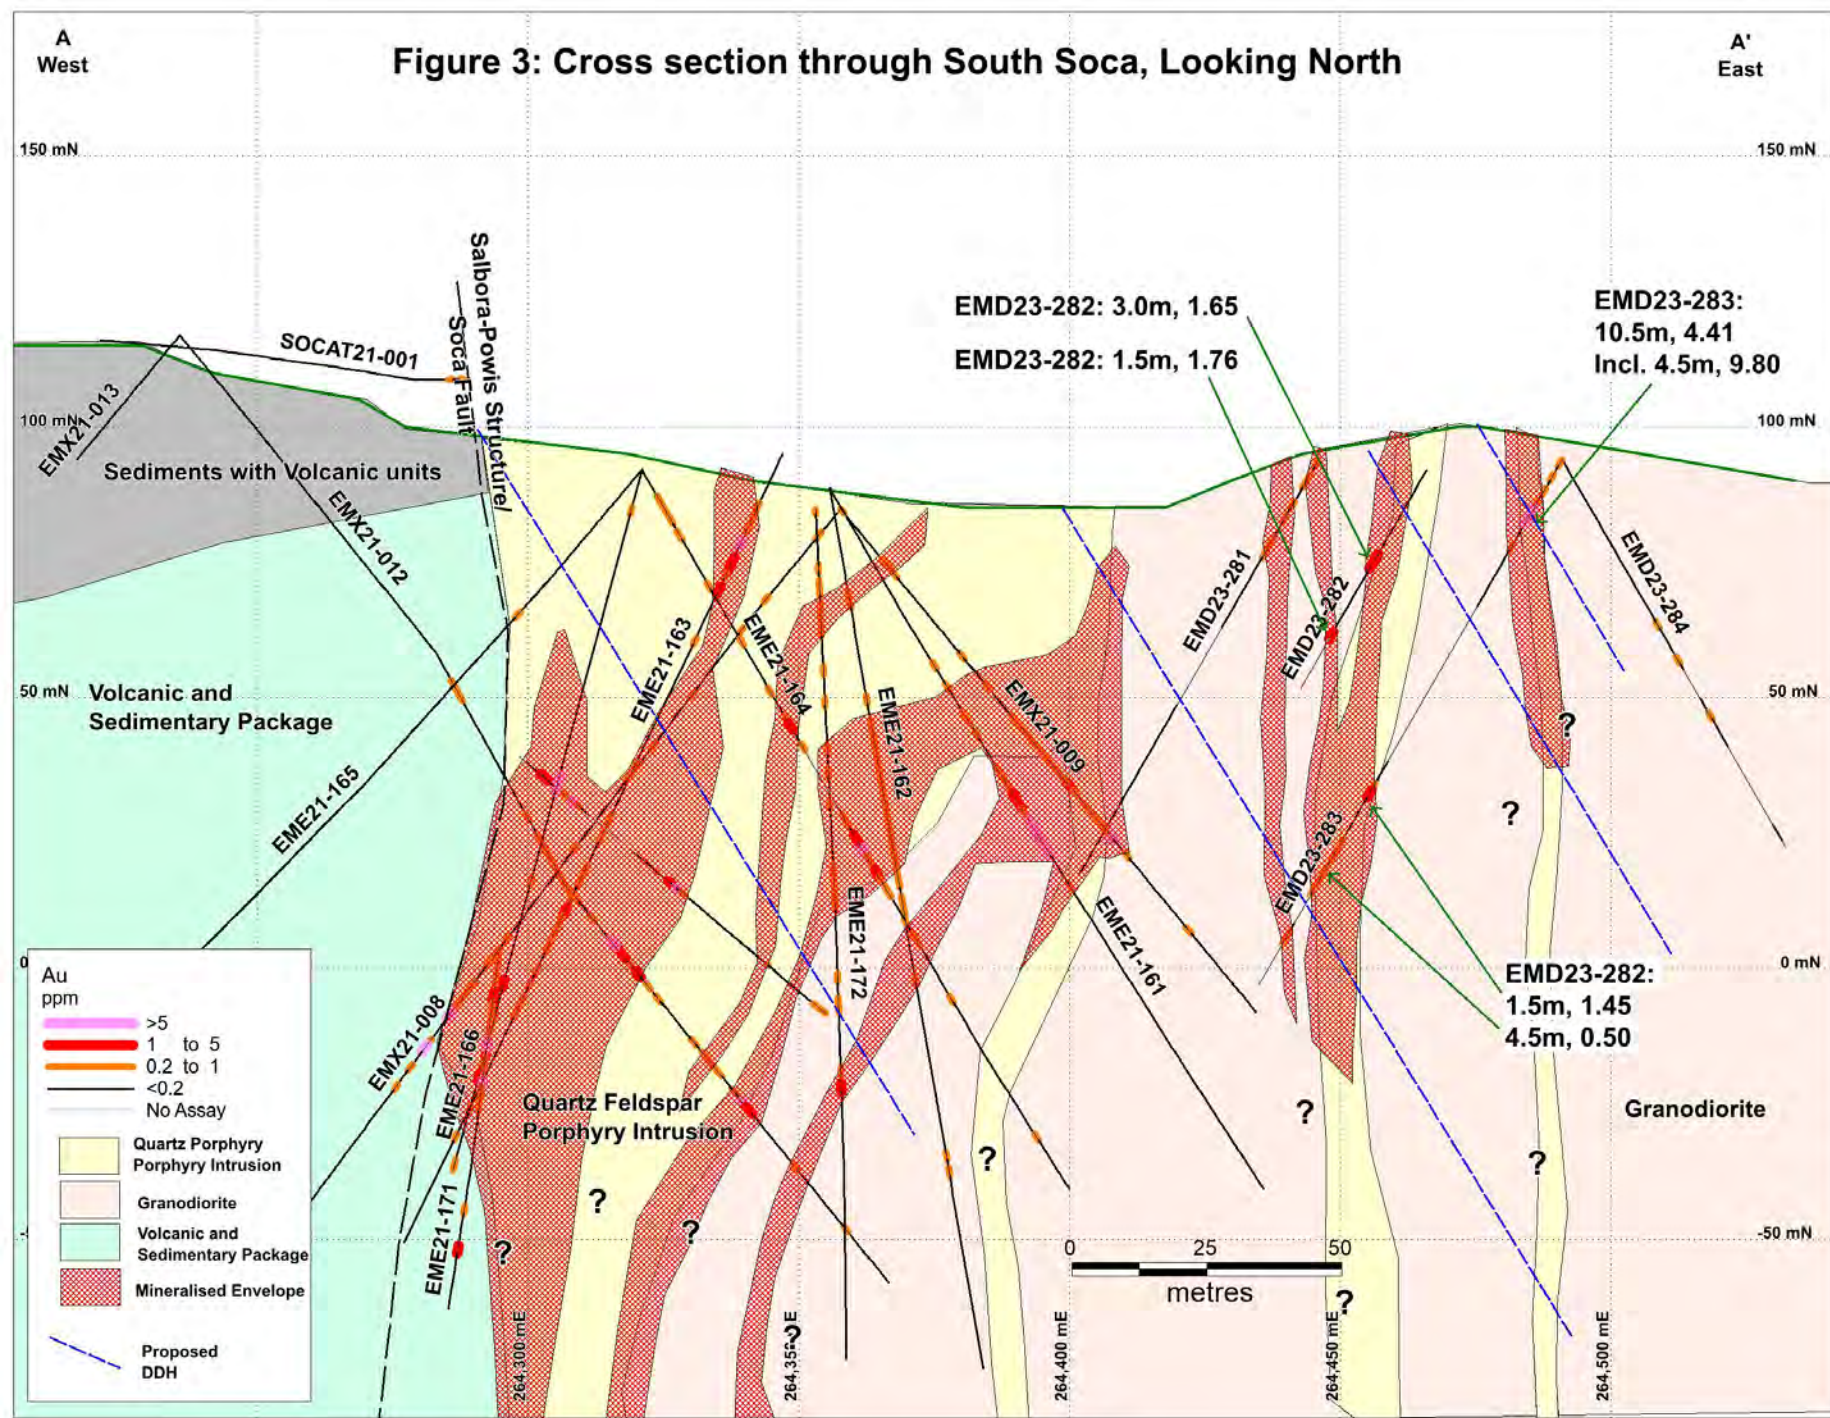 A
West
Figure 3: Cross section through South Soca, Looking North
A'
East
150 mN
150 mN
Salbora-Powis Structure/
Soca Fault
SOCAT21-001
EMX21-013
EMD23-282: 3.0m, 1.65
EMD23-282: 1.5m, 1.76
EMD23-283:
10.5m, 4.41
Incl. 4.5m, 9.80
100 mN
100 mN
Sediments with Volcanic units
EMX21-012
EMD23-281
EMD23-282
EMD23-284
EME21-163
EME21-164
EME21-162
EMX21-009
50 mN
50 mN
Volcanic and
Sedimentary Package
?
EME21-165
?
EMD23-283
EME21-172
EME21-161
0
0 mN
EMD23-282:
1.5m, 1.45
4.5m, 0.50
EMX21-008
EME21-166
Quartz Feldspar
Porphyry Intrusion
?
Granodiorite
?
?
?
?
?
EME21-171
-50 mN
0
25
50
metres
?
?
264,300 mE
264,400 mE
264,450 mE
264,500 mE
Au
ppm
>5
1 to 5
0.2 to 1
<0.2
No Assay
Quartz Porphyry
Porphyry Intrusion
Granodiorite
Volcanic and
Sedimentary Package
Mineralised Envelope
Proposed
DDH